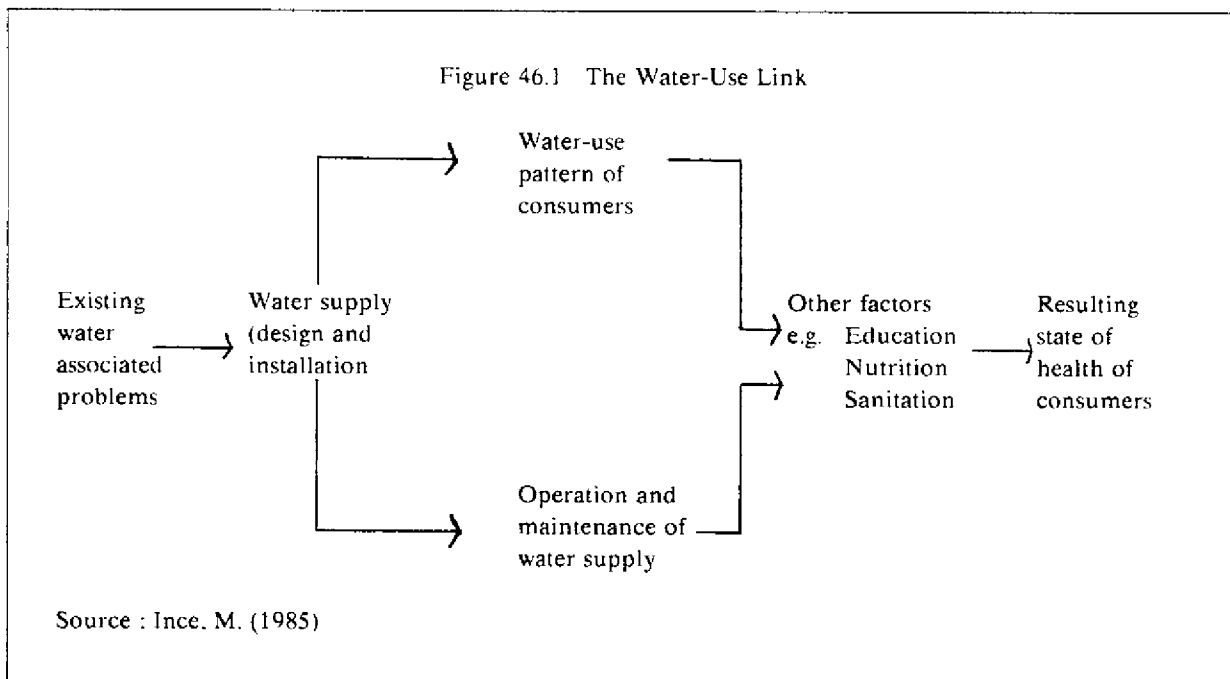 Figure 46.1 The Water-Use Link
Water-use
pattern of
consumers
Existing
water
associated
problems
Water supply
(design and
installation
Other factors
e.g. Education
Nutrition
Sanitation
Resulting
state of
health of
consumers
Operation and
maintenance of
water supply
Source : Ince. M. (1985)